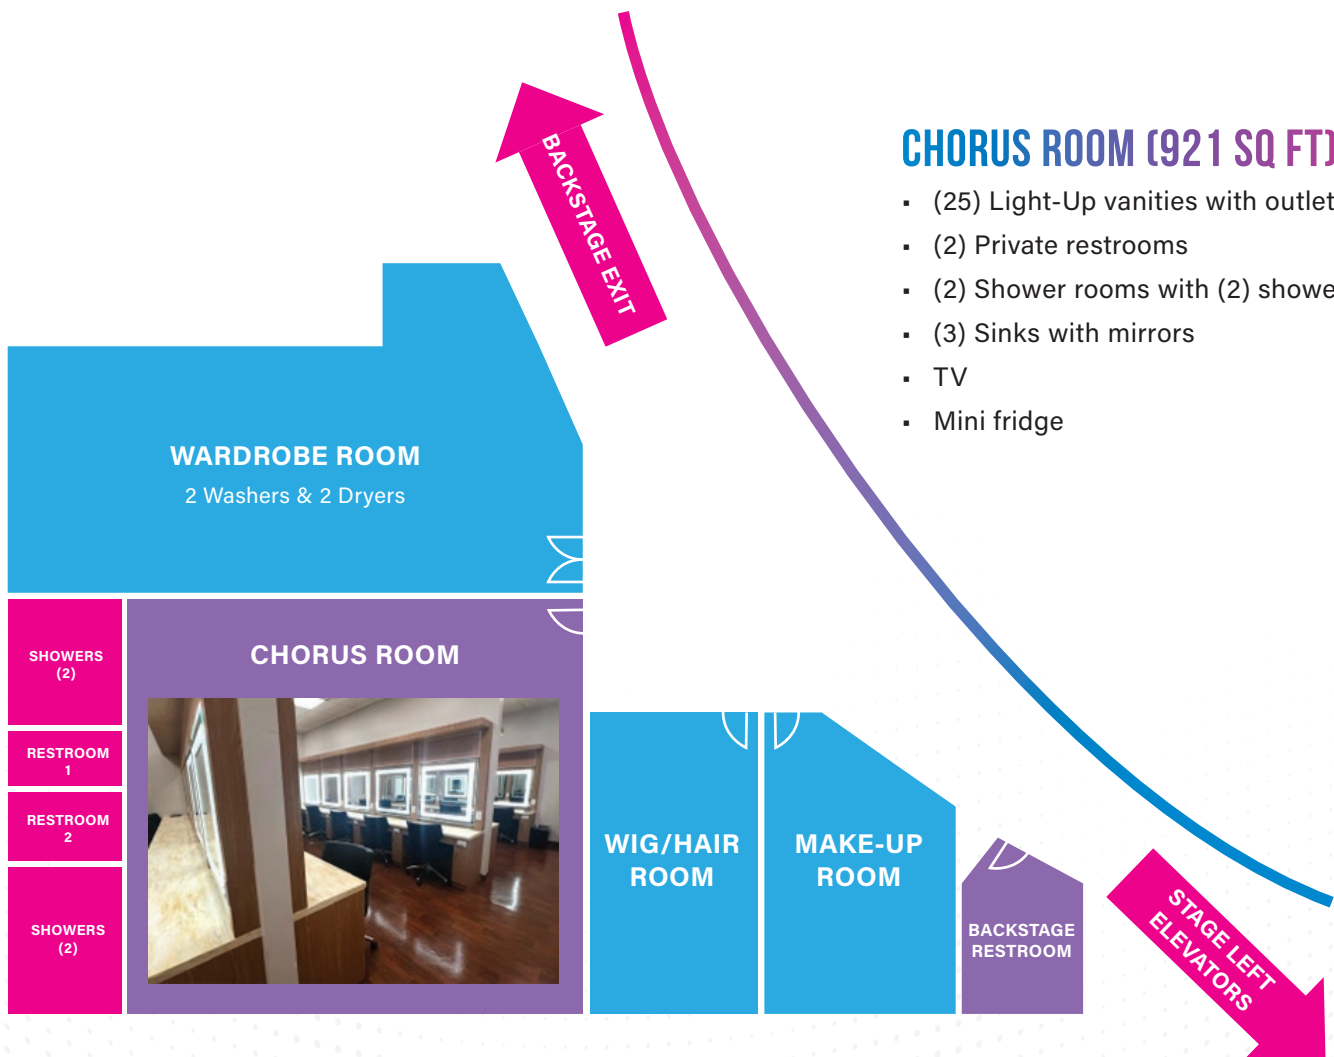 BACKSTAGE EXIT
CHORUS ROOM (921 SQ FT)
▪ (25) Light-Up vanities with outlet
▪ (2) Private restrooms
▪ (2) Shower rooms with (2) showe
▪ (3) Sinks with mirrors
▪ TV
▪ Mini fridge
WARDROBE ROOM
2 Washers & 2 Dryers
SHOWERS
(2)
CHORUS ROOM
RESTROOM
1
RESTROOM
2
SHOWERS
(2)
WIG/HAIR
ROOM
MAKE-UP
ROOM
BACKSTAGE
RESTROOM
STAGE LEFT
ELEVATORS